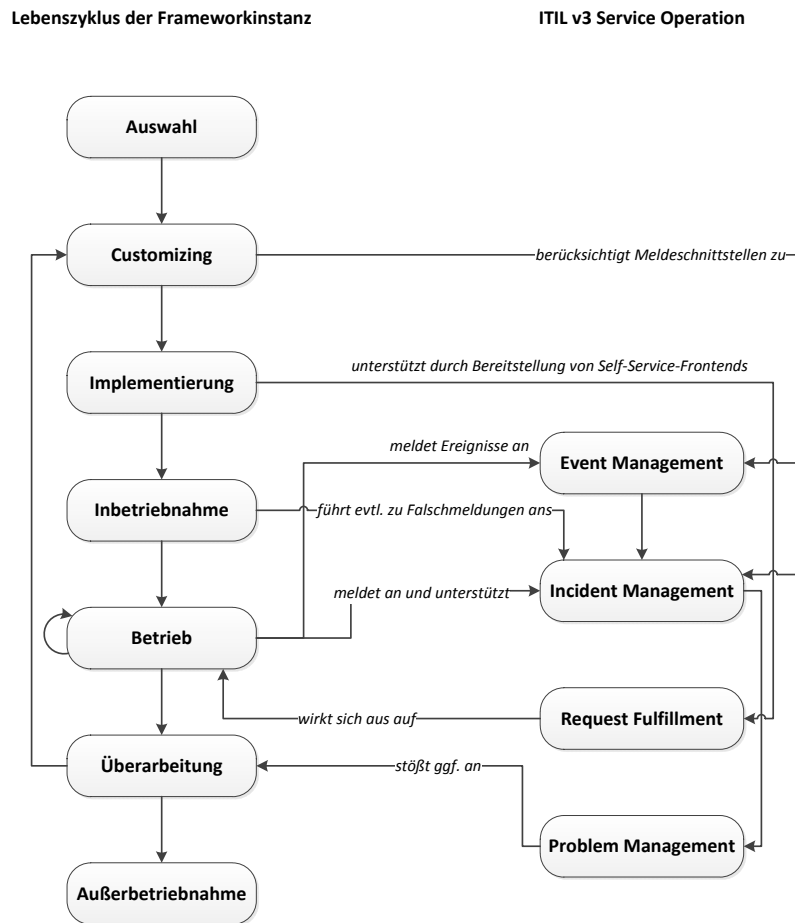 Lebenszyklus der Frameworkinstanz
ITIL v3 Service Operation
Auswahl
Customizing
berücksichtigt Meldeschnittstellen zu
Implementierung
unterstützt durch Bereitstellung von Self-Service-Frontends
meldet Ereignisse an
Event Management
Inbetriebnahme
führt evtl. zu Falschmeldungen ans
Incident Management
meldet an und unterstützt
Betrieb
wirkt sich aus auf
Request Fulfillment
Überarbeitung
stößt ggf. an
Problem Management
Außerbetriebnahme